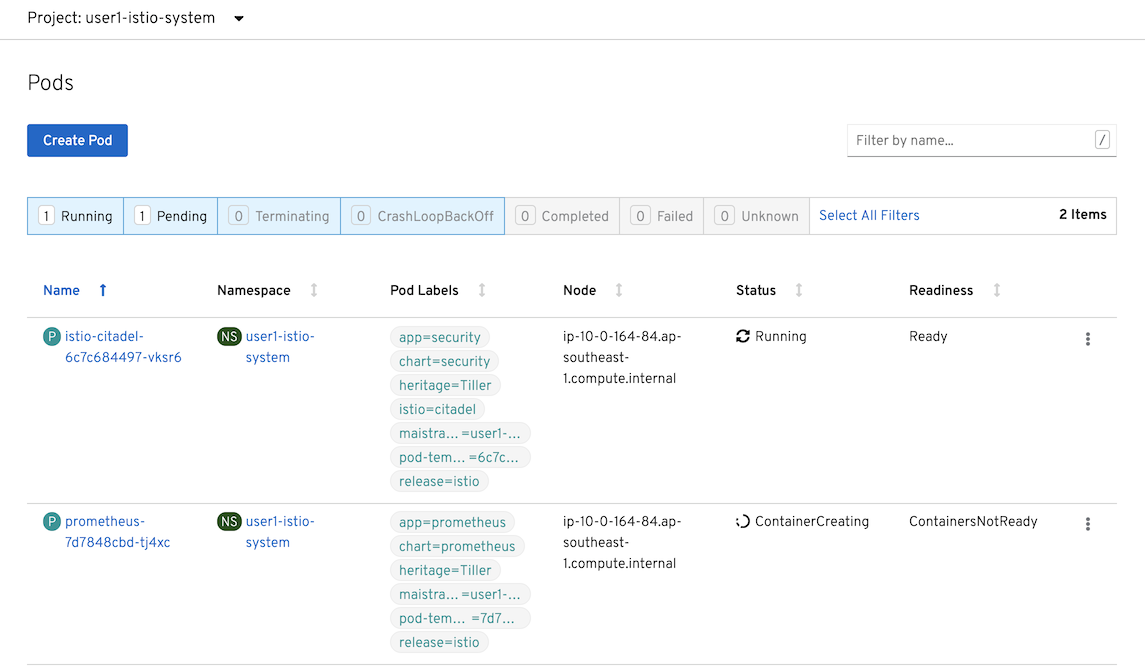 Project: user1-istio-system
Pods
Create Pod
Filter by name... /
1 Running 1 Pending 0 Terminating 0 CrashLoopBackOff 0 Completed 0 Failed 0 Unknown Select All Filters 2 Items
Name Namespace Pod Labels Node Status Readiness
P istio-citadel-6c7c684497-vksr6
NS user1-istio-system
app=security
chart=security
heritage=Tiller
istio=citadel
maistra... =user1-...
pod-tem... =6c7c...
release=istio
ip-10-0-164-84.ap-southeast-1.compute.internal
Running
Ready
P prometheus-7d7848cbd-tj4xc
NS user1-istio-system
app=prometheus
chart=prometheus
heritage=Tiller
maistra... =user1-...
pod-tem... =7d7...
release=istio
ip-10-0-164-84.ap-southeast-1.compute.internal
ContainerCreating
ContainersNotReady